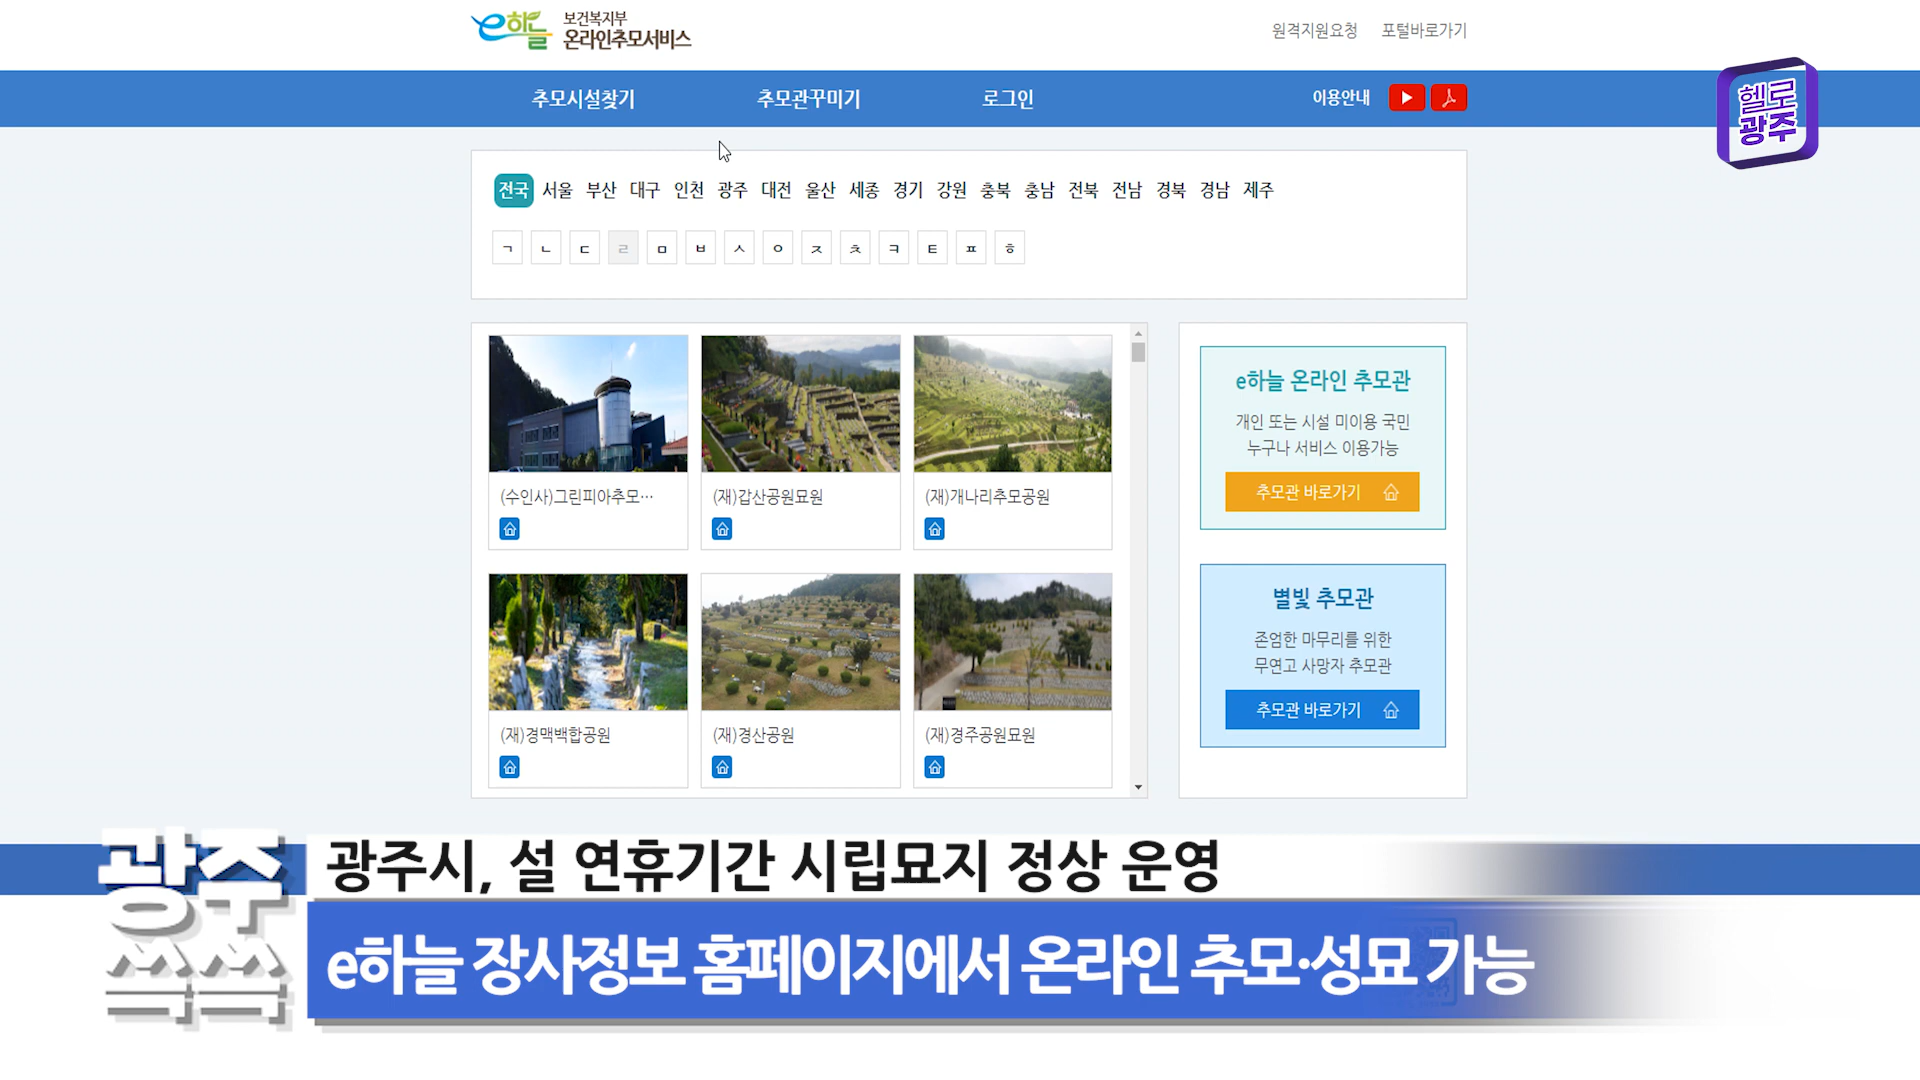 e하늘 보건복지부
온라인추모서비스
원격지원요청 포털바로가기
추모시설찾기 추모관꾸미기 로그인 이용안내
헬로
광주
전국 서울 부산 대구 인천 광주 대전 울산 세종 경기 강원 충북 충남 전북 전남 경북 경남 제주
ㄱ ㄴ ㄷ ㄹ ㅁ ㅂ ㅅ ㅇ ㅈ ㅊ ㅋ ㅌ ㅍ ㅎ
(수인사)그린피아추모…
(재)갑산공원묘원
(재)개나리추모공원
(재)경맥백합공원
(재)경산공원
(재)경주공원묘원
e하늘 온라인 추모관
개인 또는 시설 미이용 국민
누구나 서비스 이용가능
추모관 바로가기
별빛 추모관
존엄한 마무리를 위한
무연고 사망자 추모관
추모관 바로가기
광주
쏙쏙
광주시, 설 연휴기간 시립묘지 정상 운영
e하늘 장사정보 홈페이지에서 온라인 추모·성묘 가능